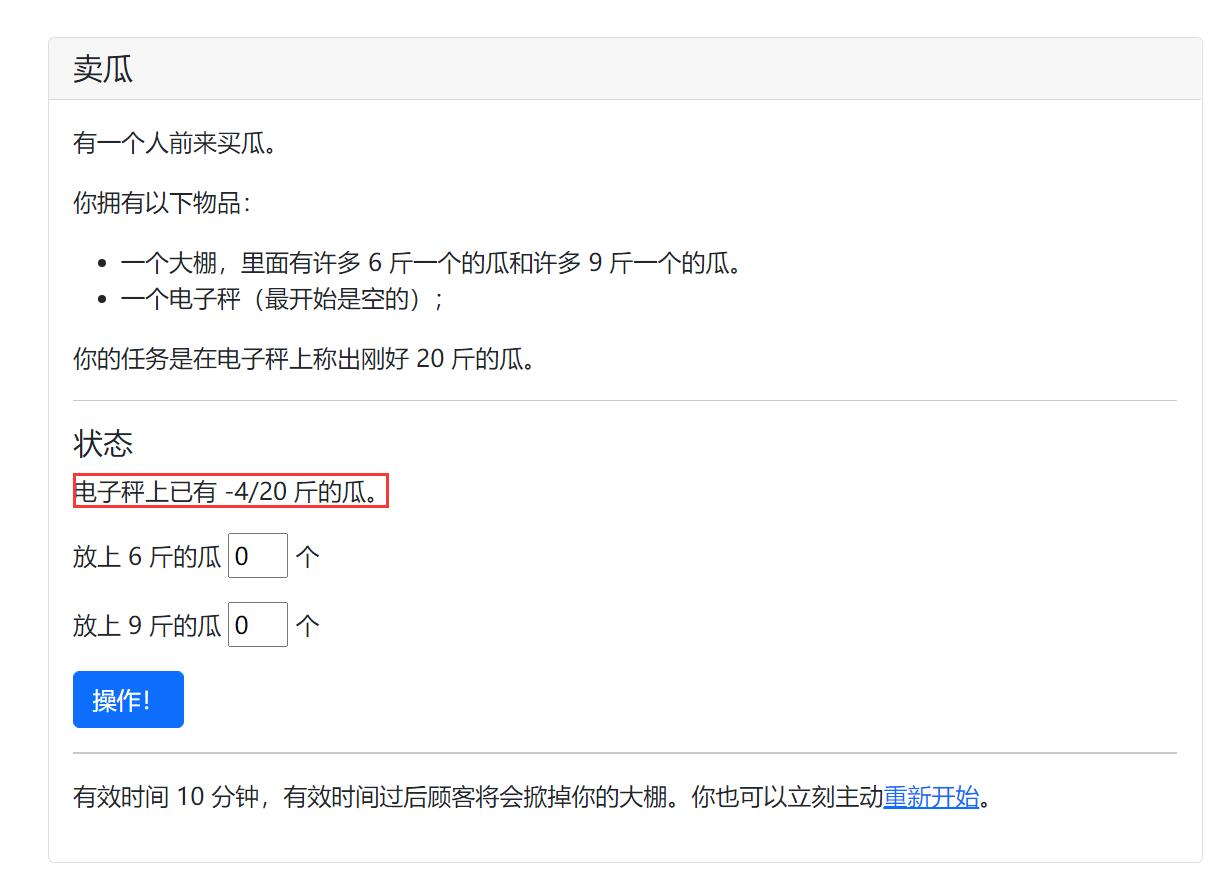 卖瓜
有一个人前来买瓜。
你拥有以下物品：
一个大棚，里面有许多 6 斤一个的瓜和许多 9 斤一个的瓜。
一个电子秤（最开始是空的）；
你的任务是在电子秤上称出刚好 20 斤的瓜。
状态
电子秤上已有 -4/20 斤的瓜。
放上 6 斤的瓜 0 个
放上 9 斤的瓜 0 个
操作！
有效时间 10 分钟，有效时间过后顾客将会掀掉你的大棚。你也可以立刻主动重新开始。